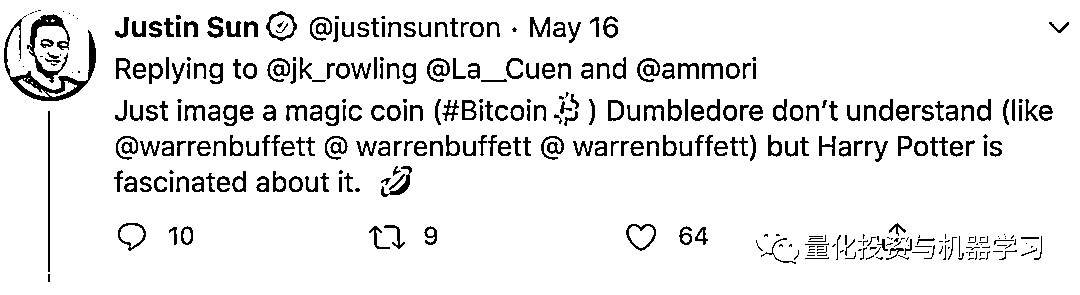 Justin Sun @justinsuntron · May 16
Replying to @jk_rowling @La__Cuen and @ammori
Just image a magic coin (#Bitcoin ₿ ) Dumbledore don't understand (like
@warrenbuffett @ warrenbuffett @ warrenbuffett) but Harry Potter is
fascinated about it. 🤣
10 9 64
量化投资与机器学习